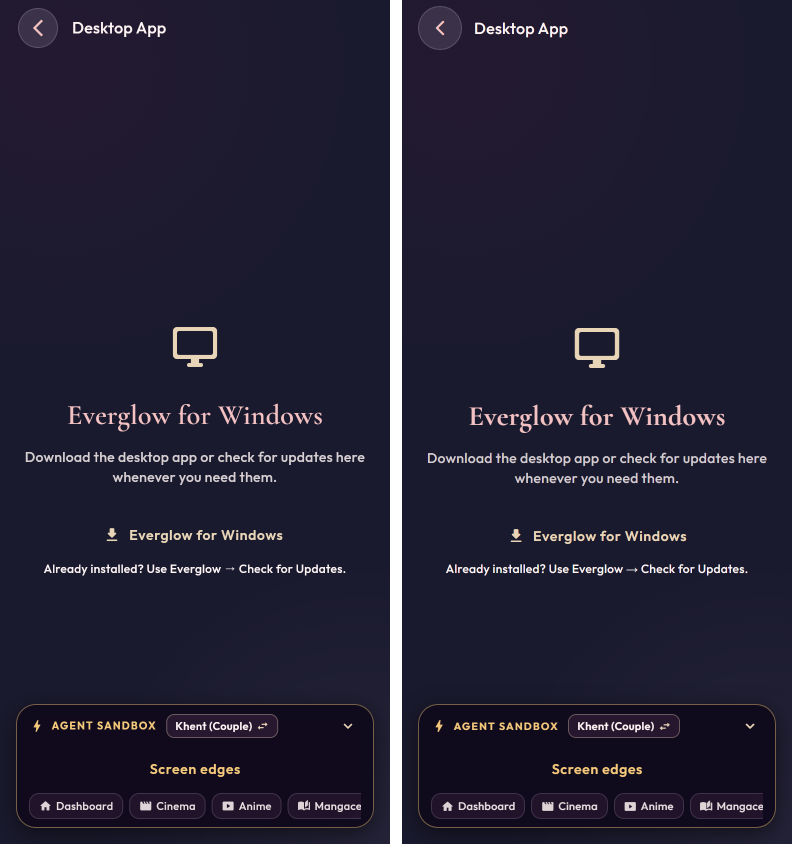 Desktop App
Everglow for Windows
Download the desktop app or check for updates here
whenever you need them.
Everglow for Windows
Already installed? Use Everglow → Check for Updates.
AGENT SANDBOX Khent (Couple)
Screen edges
Dashboard Cinema Anime Mangace
Desktop App
Everglow for Windows
Download the desktop app or check for updates here
whenever you need them.
Everglow for Windows
Already installed? Use Everglow → Check for Updates.
AGENT SANDBOX Khent (Couple)
Screen edges
Dashboard Cinema Anime Mangace